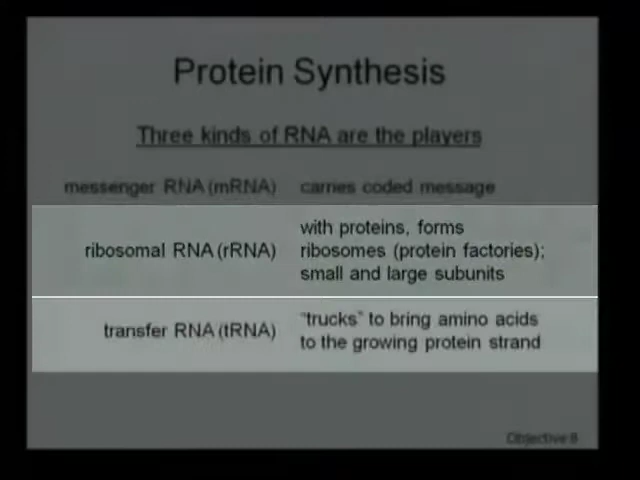 Protein Synthesis
Three kinds of RNA are the players
messenger RNA (mRNA) carries coded message
with proteins, forms
ribosomal RNA (rRNA) ribosomes (protein factories);
small and large subunits
transfer RNA (tRNA) "trucks" to bring amino acids
to the growing protein strand
Objective 8